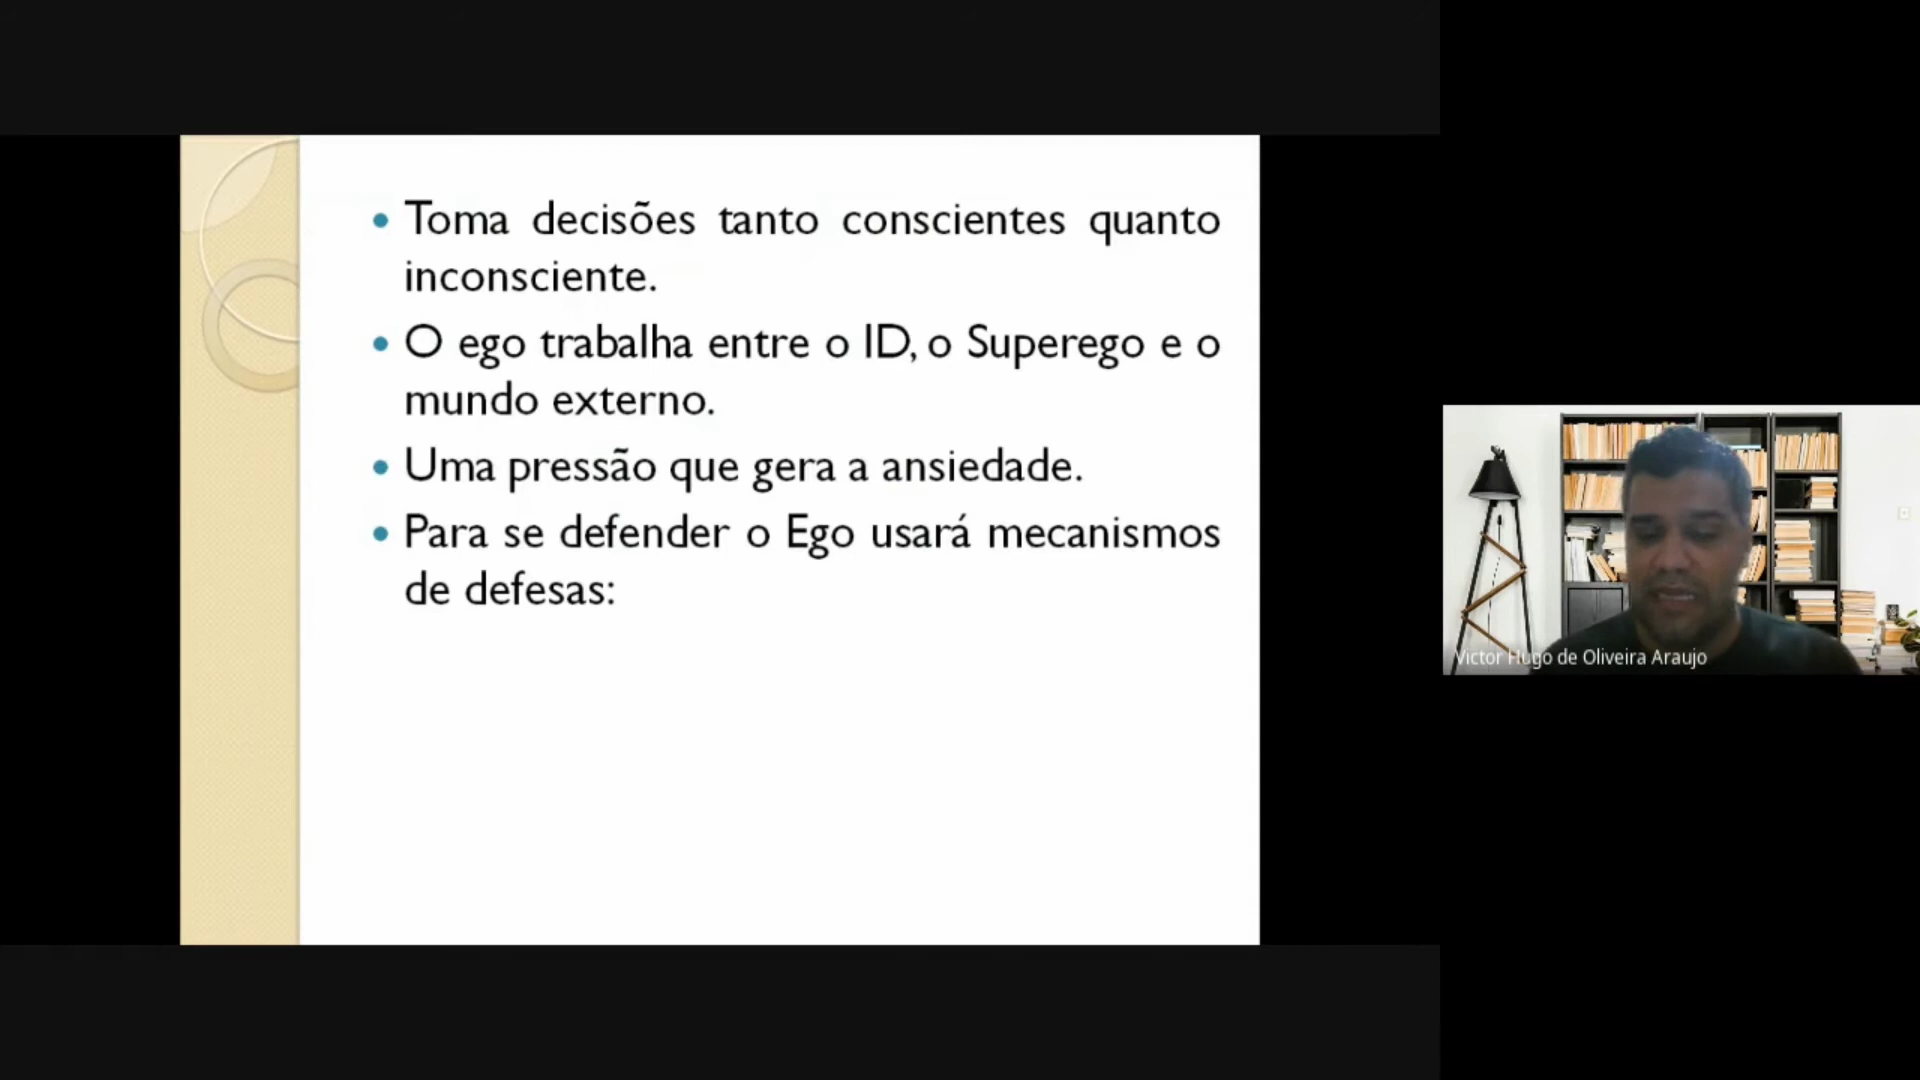 Toma decisões tanto conscientes quanto
inconsciente.
O ego trabalha entre o ID, o Superego e o
mundo externo.
Uma pressão que gera a ansiedade.
Para se defender o Ego usará mecanismos
de defesas:
Victor Hugo de Oliveira Araujo